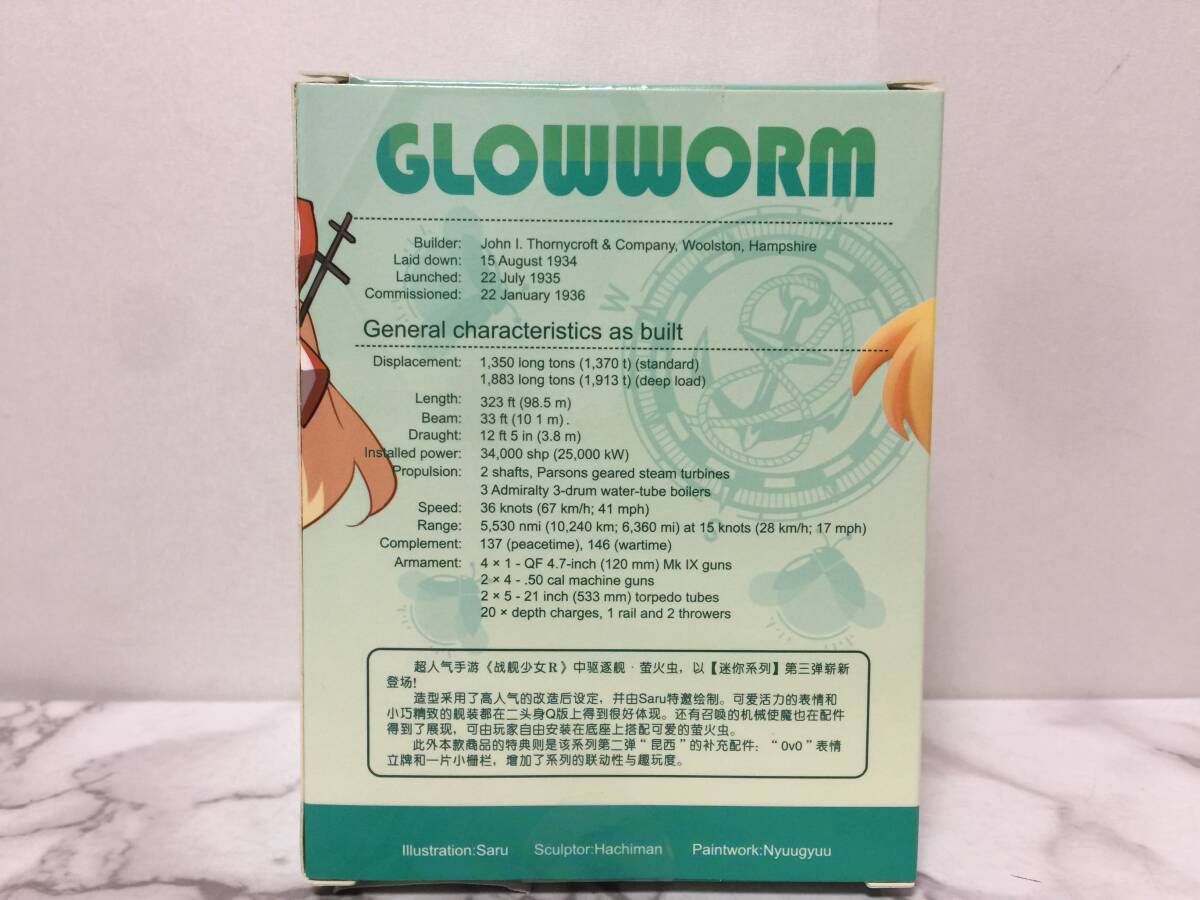 GLOWWORM
Builder: John I. Thornycroft & Company, Woolston, Hampshire
Laid down: 15 August 1934
Launched: 22 July 1935
Commissioned: 22 January 1936
General characteristics as built
Displacement: 1,350 long tons (1,370 t) (standard)
1,883 long tons (1,913 t) (deep load)
Length: 323 ft (98.5 m)
Beam: 33 ft (10 1 m).
Draught: 12 ft 5 in (3.8 m)
Installed power: 34,000 shp (25,000 kW)
Propulsion: 2 shafts, Parsons geared steam turbines
3 Admiralty 3-drum water-tube boilers
Speed: 36 knots (67 km/h; 41 mph)
Range: 5,530 nmi (10,240 km; 6,360 mi) at 15 knots (28 km/h; 17 mph)
Complement: 137 (peacetime), 146 (wartime)
Armament: 4 × 1 - QF 4.7-inch (120 mm) Mk IX guns
2 × 4 - .50 cal machine guns
2 × 5 - 21 inch (533 mm) torpedo tubes
20 × depth charges, 1 rail and 2 throwers
超人气手游《战舰少女R》中驱逐舰·萤火虫，以【迷你系列】第三弹崭新
登场！
造型采用了高人气的改造后设定，并由Saru特邀绘制。可爱活力的表情和
小巧精致的舰装都在二头身Q版上得到很好体现。还有召唤的机械使魔也在配件
得到了展现，可由玩家自由安装在底座上搭配可爱的萤火虫。
此外本款商品的特典则是该系列第二弹“昆西”的补充配件：“0v0”表情
立牌和一片小栅栏，增加了系列的联动性与趣玩度。
Illustration:Saru Sculptor:Hachiman Paintwork:Nyuugyuu
W
S